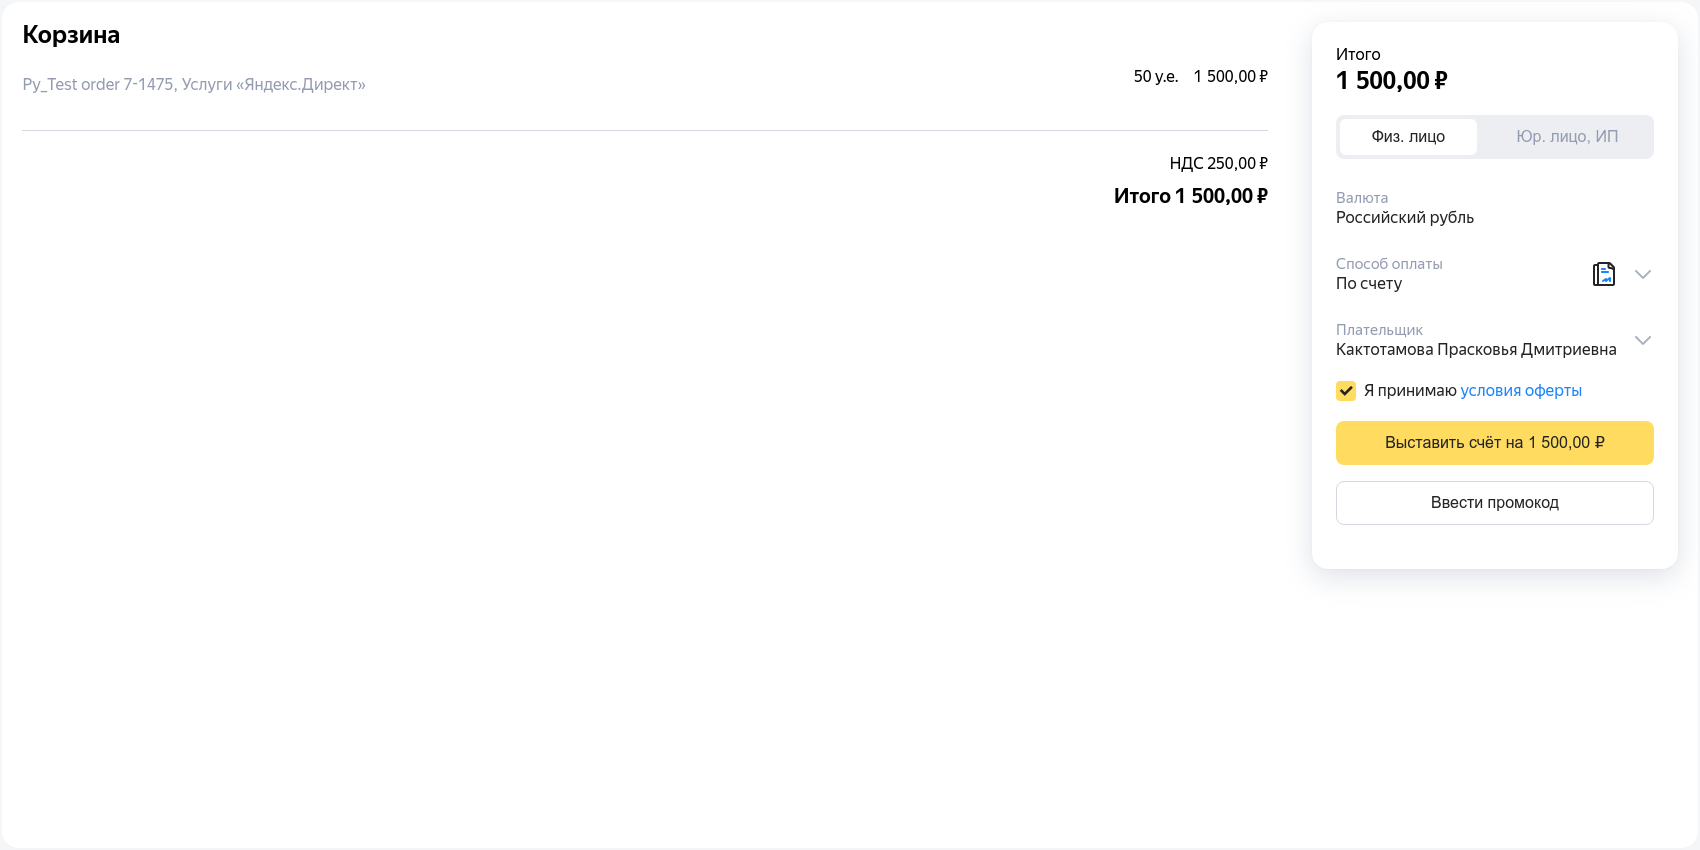 Корзина
Py_Test order 7-1475, Услуги «Яндекс.Директ»
50 у.е. 1 500,00 ₽
НДС 250,00 ₽
Итого 1 500,00 ₽
Итого
1 500,00 ₽
Физ. лицо
Юр. лицо, ИП
Валюта
Российский рубль
Способ оплаты
По счету
Плательщик
Кактотамова Прасковья Дмитриевна
Я принимаю условия оферты
Выставить счёт на 1 500,00 ₽
Ввести промокод